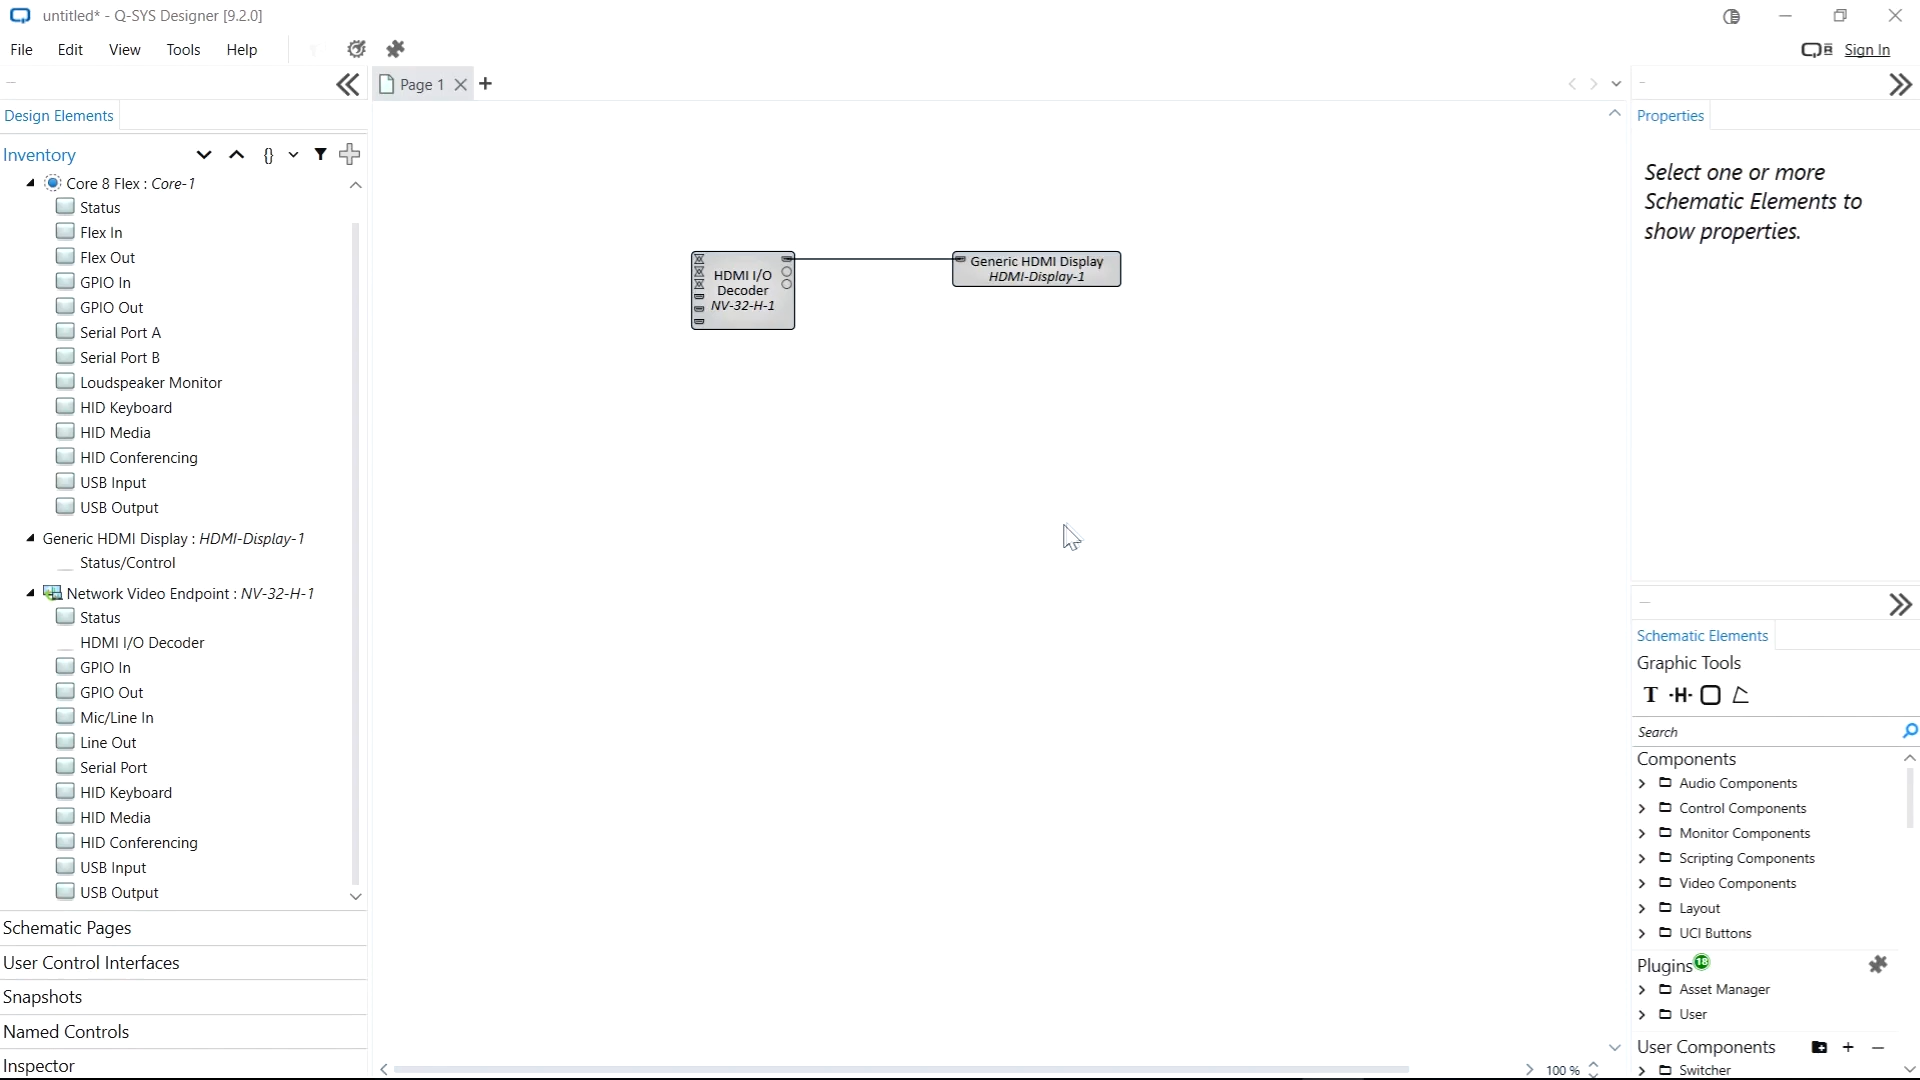 untitled* - Q-SYS Designer [9.2.0]
File Edit View Tools Help
Sign In
Page 1
Design Elements
Inventory
Core 8 Flex : Core-1
Status
Flex In
Flex Out
GPIO In
GPIO Out
Serial Port A
Serial Port B
Loudspeaker Monitor
HID Keyboard
HID Media
HID Conferencing
USB Input
USB Output
Generic HDMI Display : HDMI-Display-1
Status/Control
Network Video Endpoint : NV-32-H-1
Status
HDMI I/O Decoder
GPIO In
GPIO Out
Mic/Line In
Line Out
Serial Port
HID Keyboard
HID Media
HID Conferencing
USB Input
USB Output
Schematic Pages
User Control Interfaces
Snapshots
Named Controls
Inspector
HDMI I/O
Decoder
NV-32-H-1
Generic HDMI Display
HDMI-Display-1
100 %
Properties
Select one or more
Schematic Elements to
show properties.
Schematic Elements
Graphic Tools
T H
Search
Components
Audio Components
Control Components
Monitor Components
Scripting Components
Video Components
Layout
UCI Buttons
Plugins 18
Asset Manager
User
User Components
Switcher